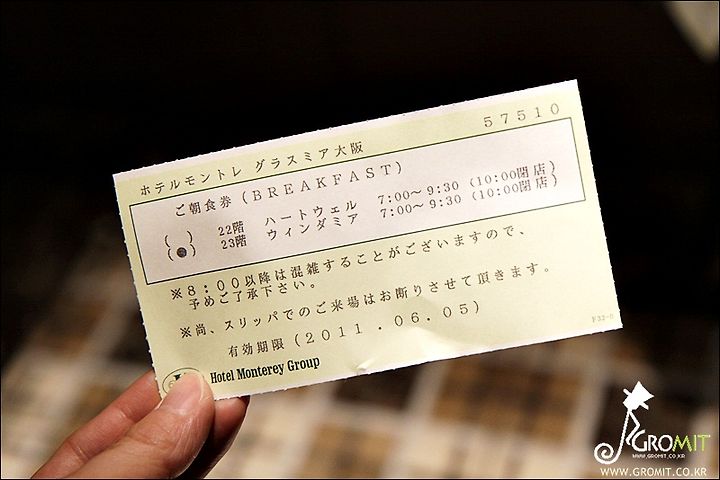 57510
ホテルモントレ グラスミア大阪
ご朝食券(BREAKFAST)
( ) 22階 ハートウェル 7:00〜9:30 (10:00閉店)
(●) 23階 ウィンダミア 7:00〜9:30 (10:00閉店)
※8:00以降は混雑することがございますので、
予めご了承下さい。
※尚、スリッパでのご来場はお断りさせて頂きます。
有効期限(2011.06.05)
Hotel Monterey Group
GROMIT
WWW.GROMIT.CO.KR
WWW.GROMIT.CO.KR